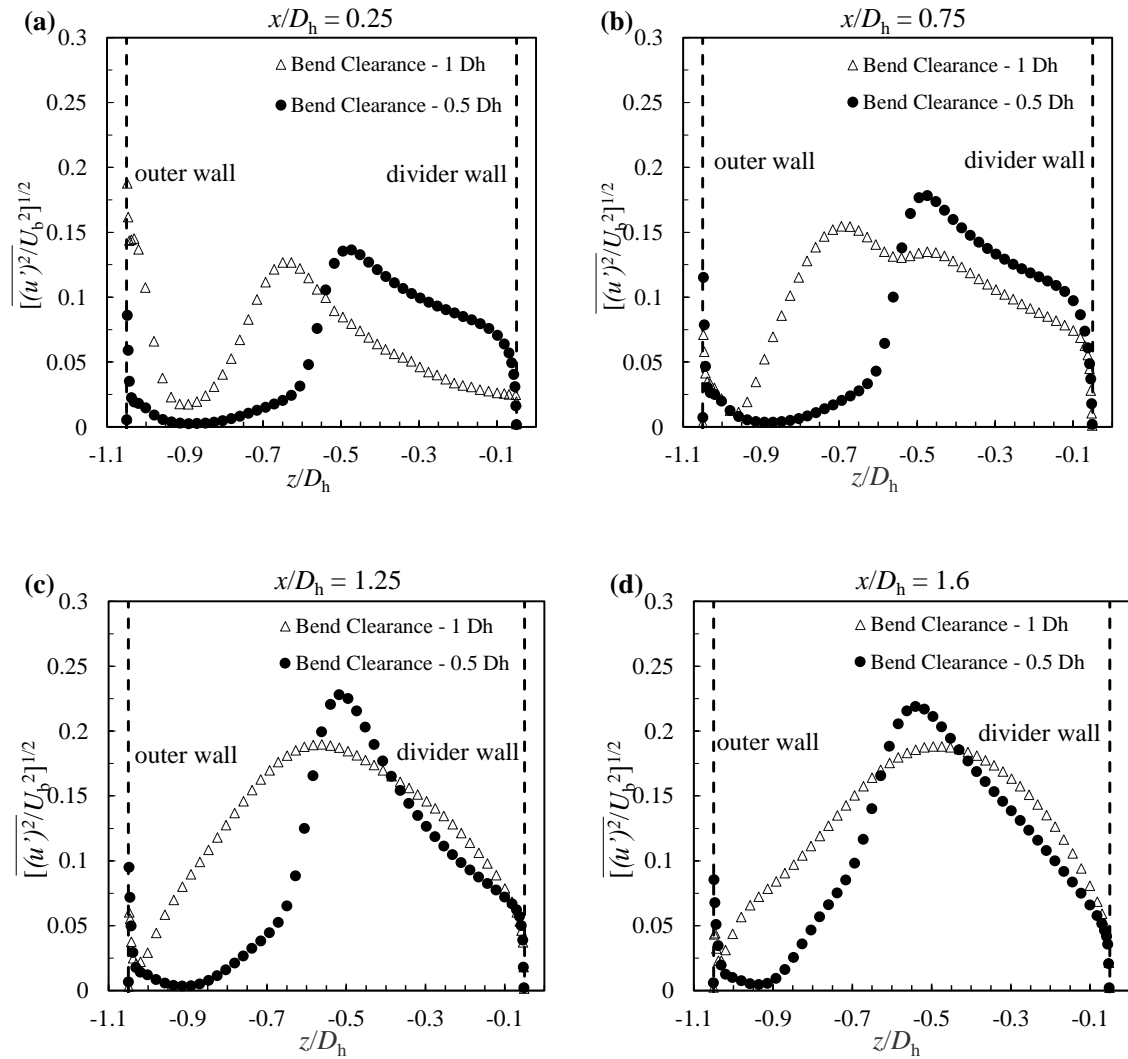 (a)
x/Dh = 0.25
0.3
0.25
0.2
0.15
0.1
0.05
0
[(u')²/Ub²]^1/2
Bend Clearance - 1 Dh
Bend Clearance - 0.5 Dh
outer wall
divider wall
-1.1 -0.9 -0.7 -0.5 -0.3 -0.1
z/Dh
(b)
x/Dh = 0.75
0.3
0.25
0.2
0.15
0.1
0.05
0
[(u')²/Ub²]^1/2
Bend Clearance - 1 Dh
Bend Clearance - 0.5 Dh
outer wall
divider wall
-1.1 -0.9 -0.7 -0.5 -0.3 -0.1
z/Dh
(c)
x/Dh = 1.25
0.3
0.25
0.2
0.15
0.1
0.05
0
[(u')²/Ub²]^1/2
Bend Clearance - 1 Dh
Bend Clearance - 0.5 Dh
outer wall
divider wall
-1.1 -0.9 -0.7 -0.5 -0.3 -0.1
z/Dh
(d)
x/Dh = 1.6
0.3
0.25
0.2
0.15
0.1
0.05
0
[(u')²/Ub²]^1/2
Bend Clearance - 1 Dh
Bend Clearance - 0.5 Dh
outer wall
divider wall
-1.1 -0.9 -0.7 -0.5 -0.3 -0.1
z/Dh